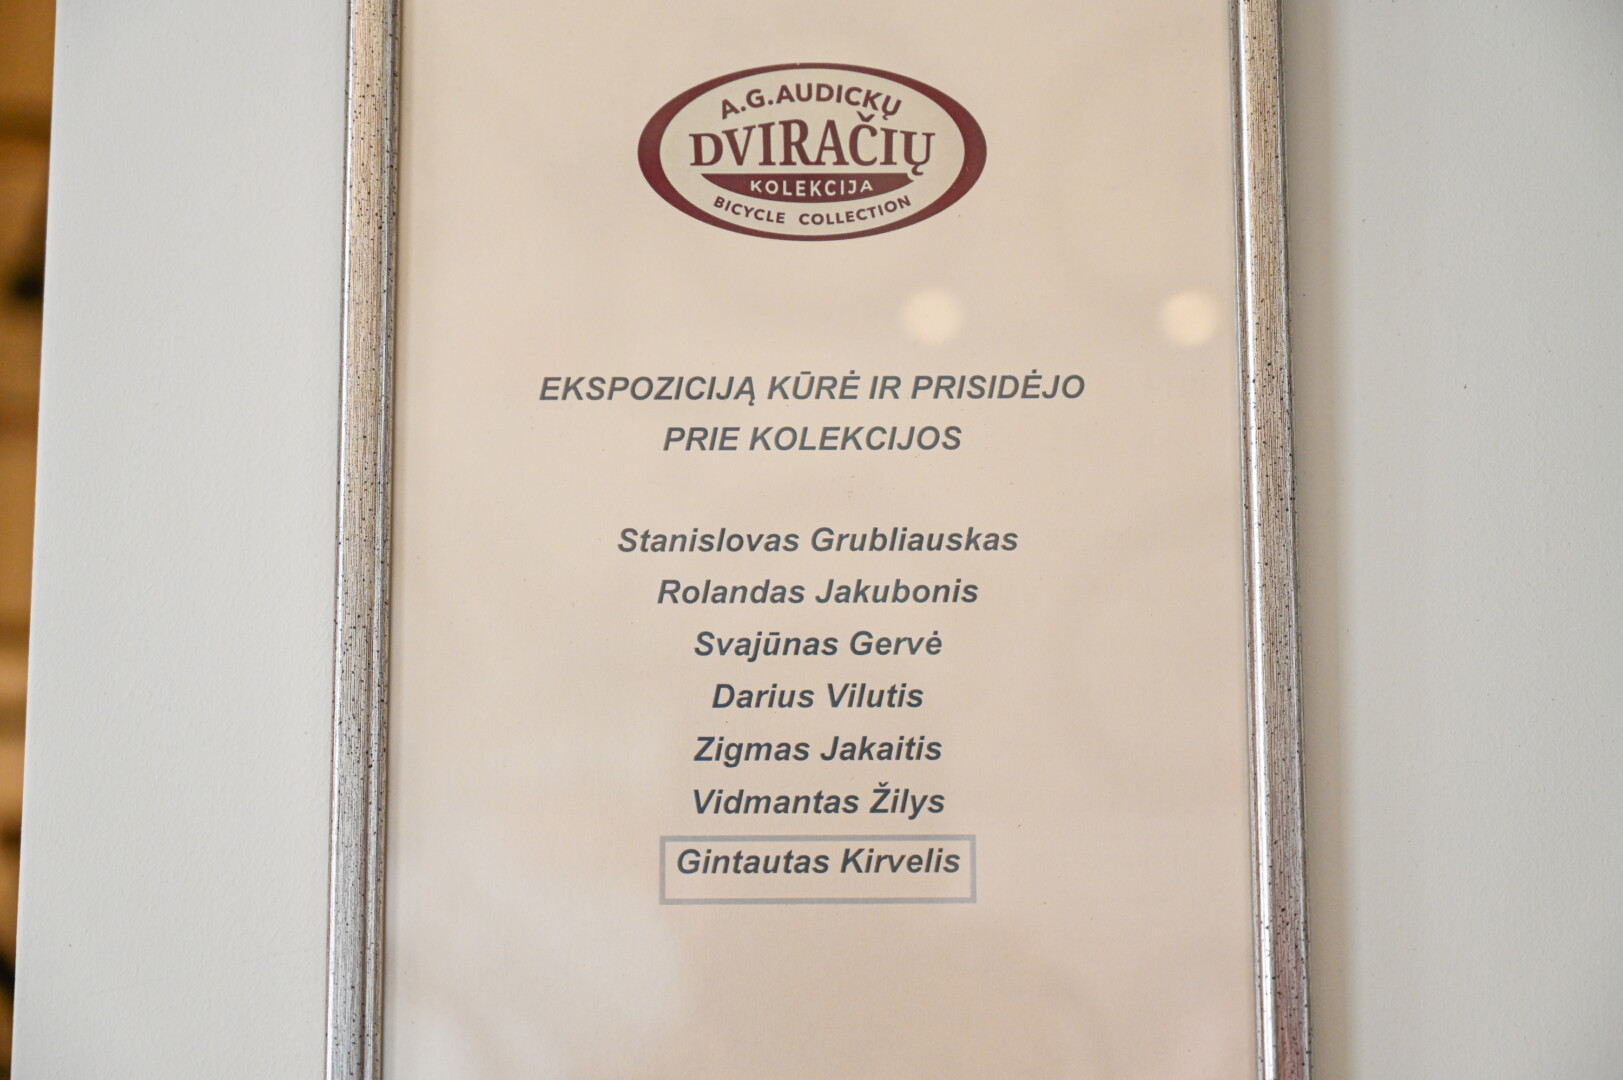 A.G.AUDICKŲ
DVIRAČIŲ
KOLEKCIJA
BICYCLE COLLECTION
EKSPOZICIJĄ KŪRĖ IR PRISIDĖJO
PRIE KOLEKCIJOS
Stanislovas Grubliauskas
Rolandas Jakubonis
Svajūnas Gervė
Darius Vilutis
Zigmas Jakaitis
Vidmantas Žilys
Gintautas Kirvelis